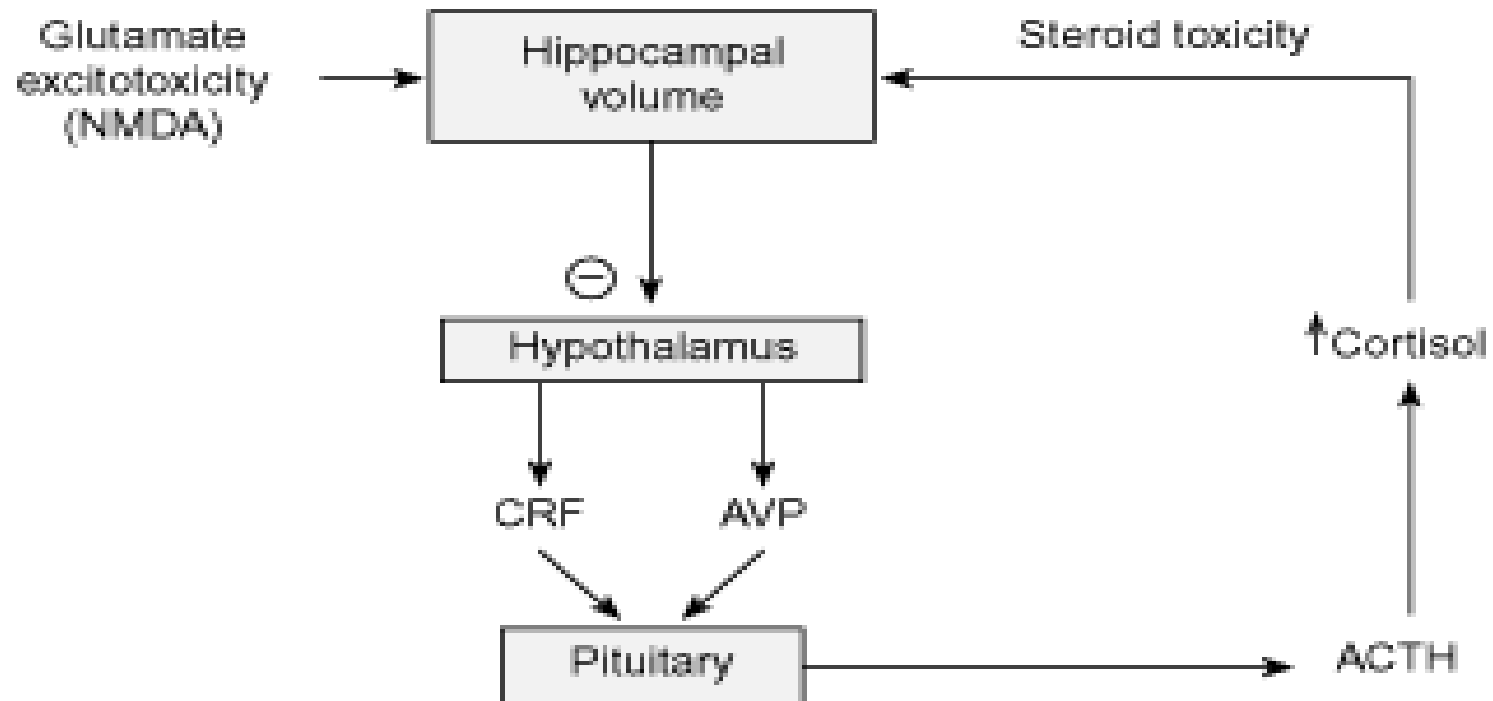 Glutamate
excitotoxicity
(NMDA)
Hippocampal
volume
Steroid toxicity
⊖
Hypothalamus
↑Cortisol
CRF
AVP
Pituitary
ACTH